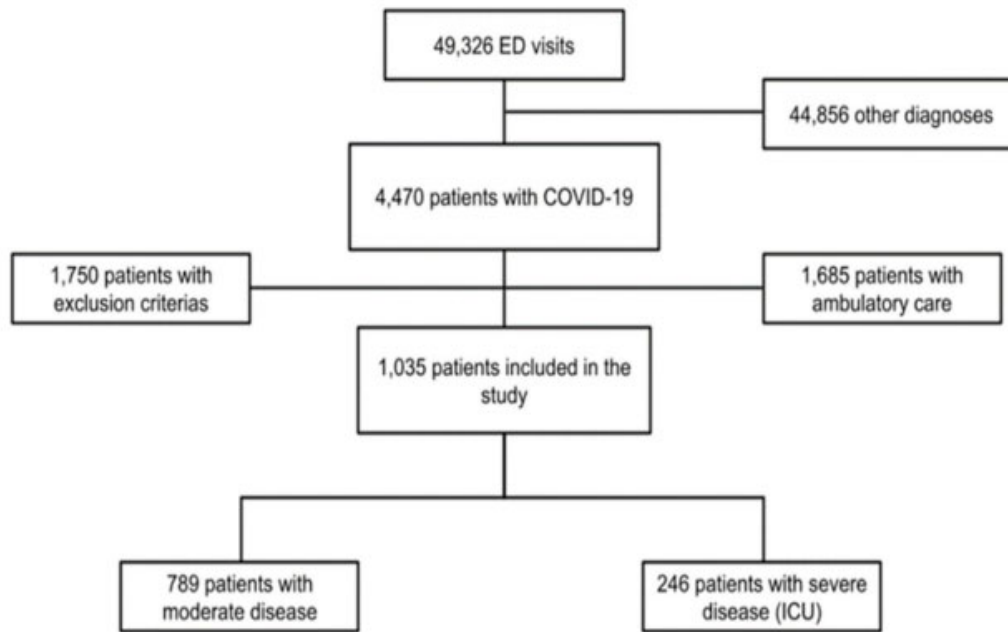 49,326 ED visits
44,856 other diagnoses
4,470 patients with COVID-19
1,750 patients with
exclusion criterias
1,685 patients with
ambulatory care
1,035 patients included in the
study
789 patients with
moderate disease
246 patients with severe
disease (ICU)